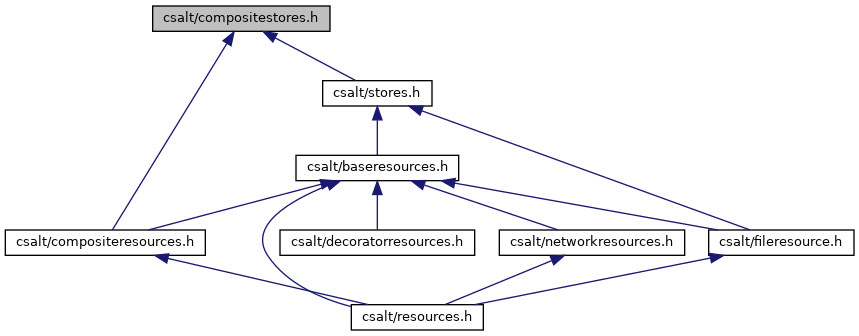 csalt/compositestores.h
csalt/stores.h
csalt/baseresources.h
csalt/compositeresources.h
csalt/decoratorresources.h
csalt/networkresources.h
csalt/fileresource.h
csalt/resources.h